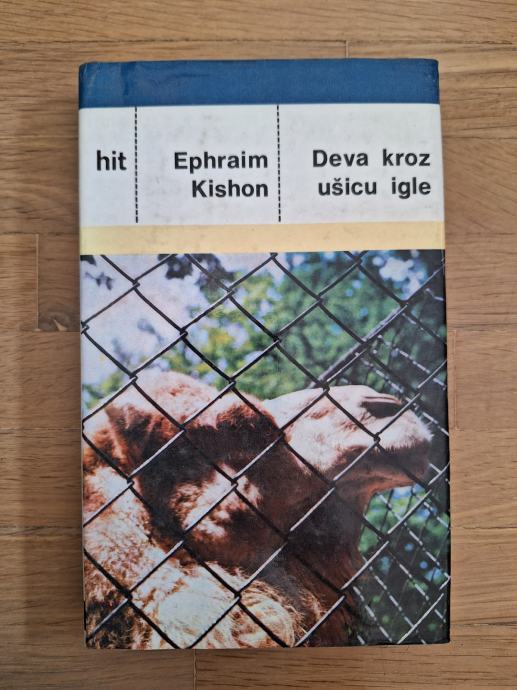 hit
Ephraim
Kishon
Deva kroz
ušicu igle